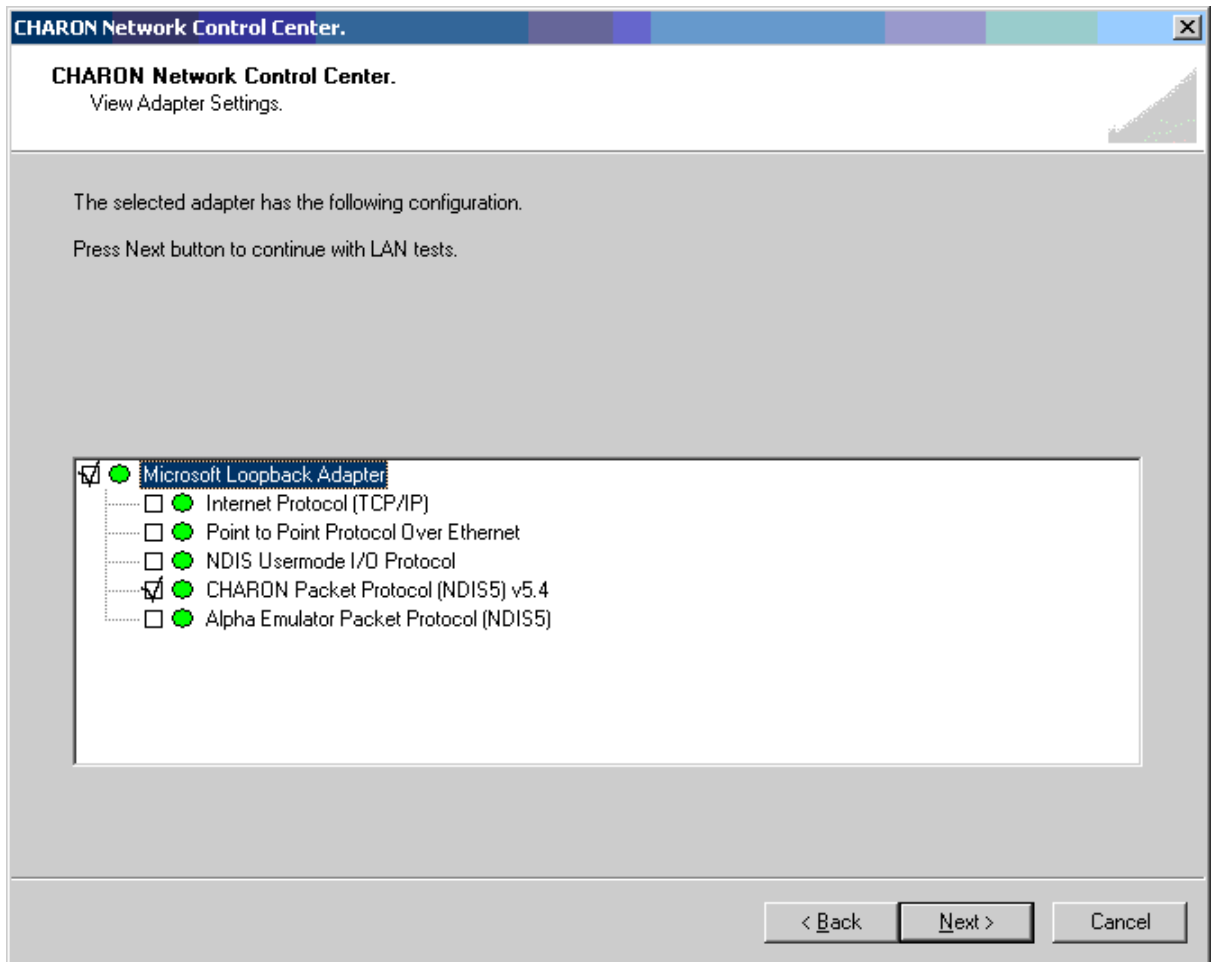 CHARON Network Control Center.
CHARON Network Control Center.
View Adapter Settings.
The selected adapter has the following configuration.
Press Next button to continue with LAN tests.
Microsoft Loopback Adapter
Internet Protocol (TCP/IP)
Point to Point Protocol Over Ethernet
NDIS Usermode I/O Protocol
CHARON Packet Protocol (NDIS5) v5.4
Alpha Emulator Packet Protocol (NDIS5)
< Back Next > Cancel